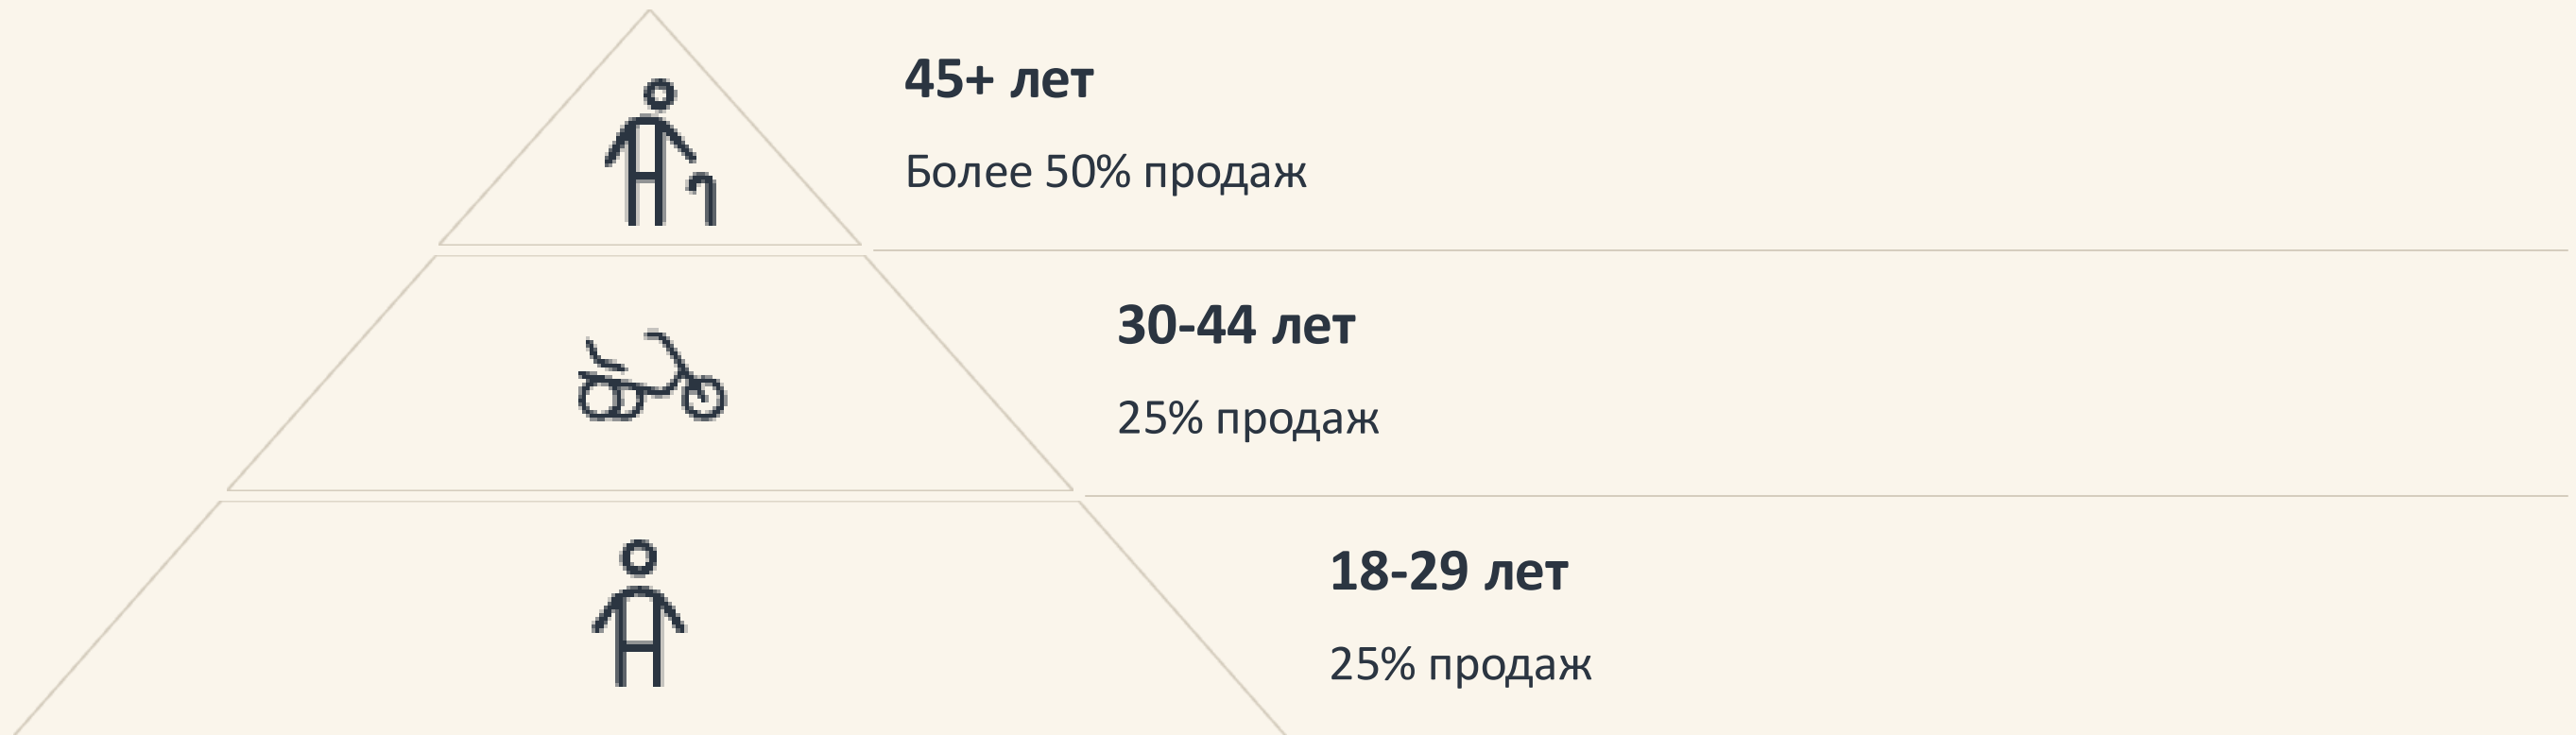 45+ лет
Более 50% продаж
30-44 лет
25% продаж
18-29 лет
25% продаж